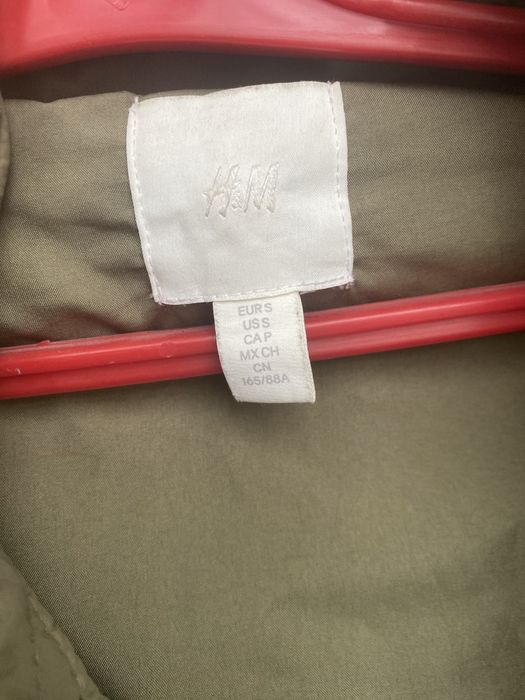 H&M
EUR S
US S
CA P
MX CH
CN
165/88A